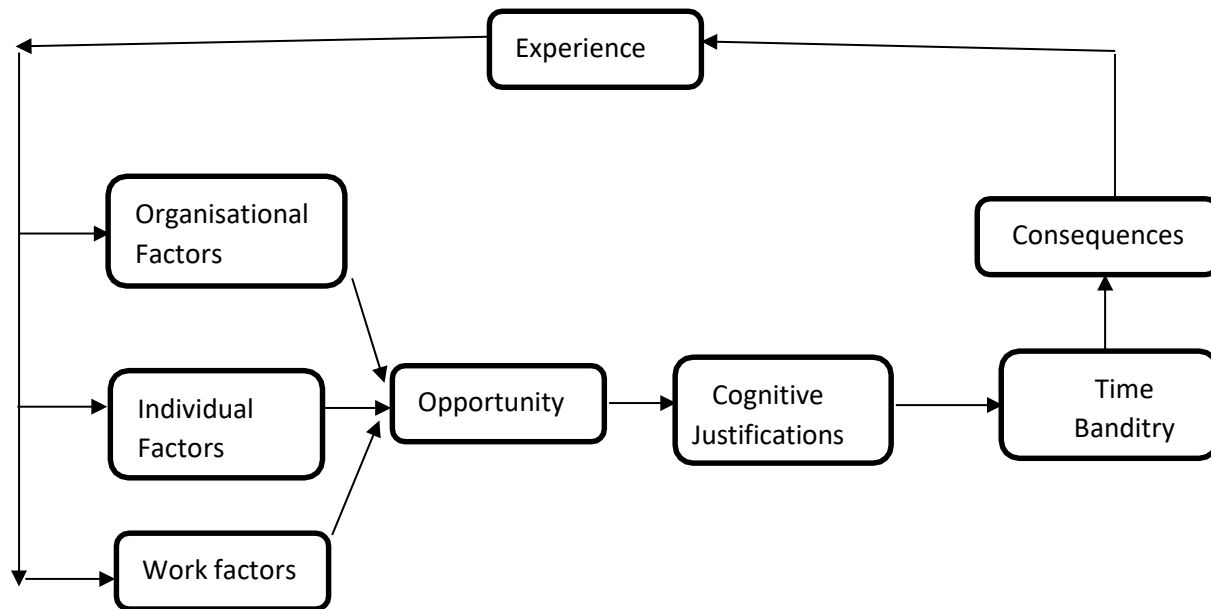 Experience
Organisational
Factors
Consequences
Individual
Factors
Opportunity
Cognitive
Justifications
Time
Banditry
Work factors